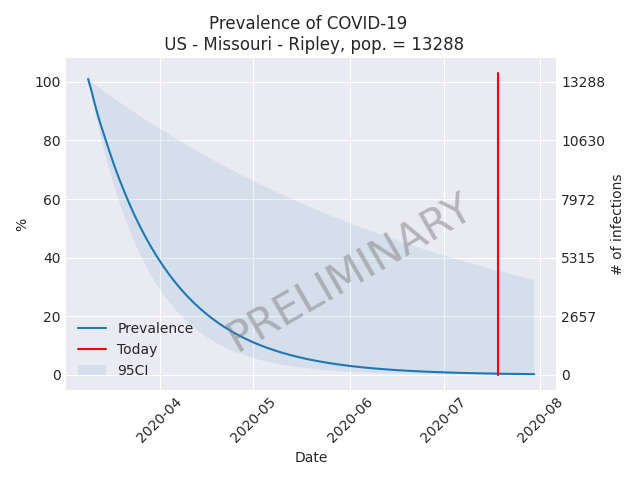 Prevalence of COVID-19
US - Missouri - Ripley, pop. = 13288
100
80
60
40
20
0
%
13288
10630
7972
5315
2657
0
# of infections
PRELIMINARY
Prevalence
Today
95CI
2020-04
2020-05
2020-06
2020-07
2020-08
Date